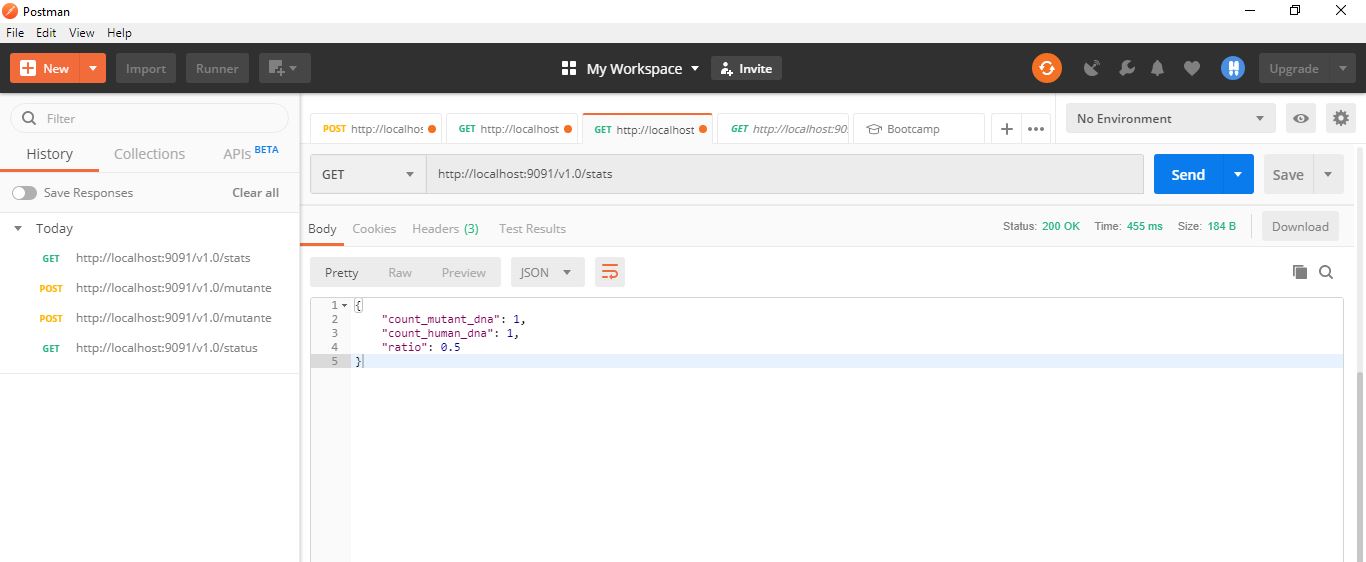 Postman
File Edit View Help
New Import Runner My Workspace Invite Upgrade
Filter
History Collections APIs BETA
Save Responses Clear all
Today
GET http://localhost:9091/v1.0/stats
POST http://localhost:9091/v1.0/mutante
POST http://localhost:9091/v1.0/mutante
GET http://localhost:9091/v1.0/status
POST http://localhos GET http://localhost GET http://localhost GET http://localhost:90 Bootcamp + ••• No Environment
GET http://localhost:9091/v1.0/stats Send Save
Body Cookies Headers (3) Test Results Status: 200 OK Time: 455 ms Size: 184 B Download
Pretty Raw Preview JSON
1 {
2 "count_mutant_dna": 1,
3 "count_human_dna": 1,
4 "ratio": 0.5
5 }